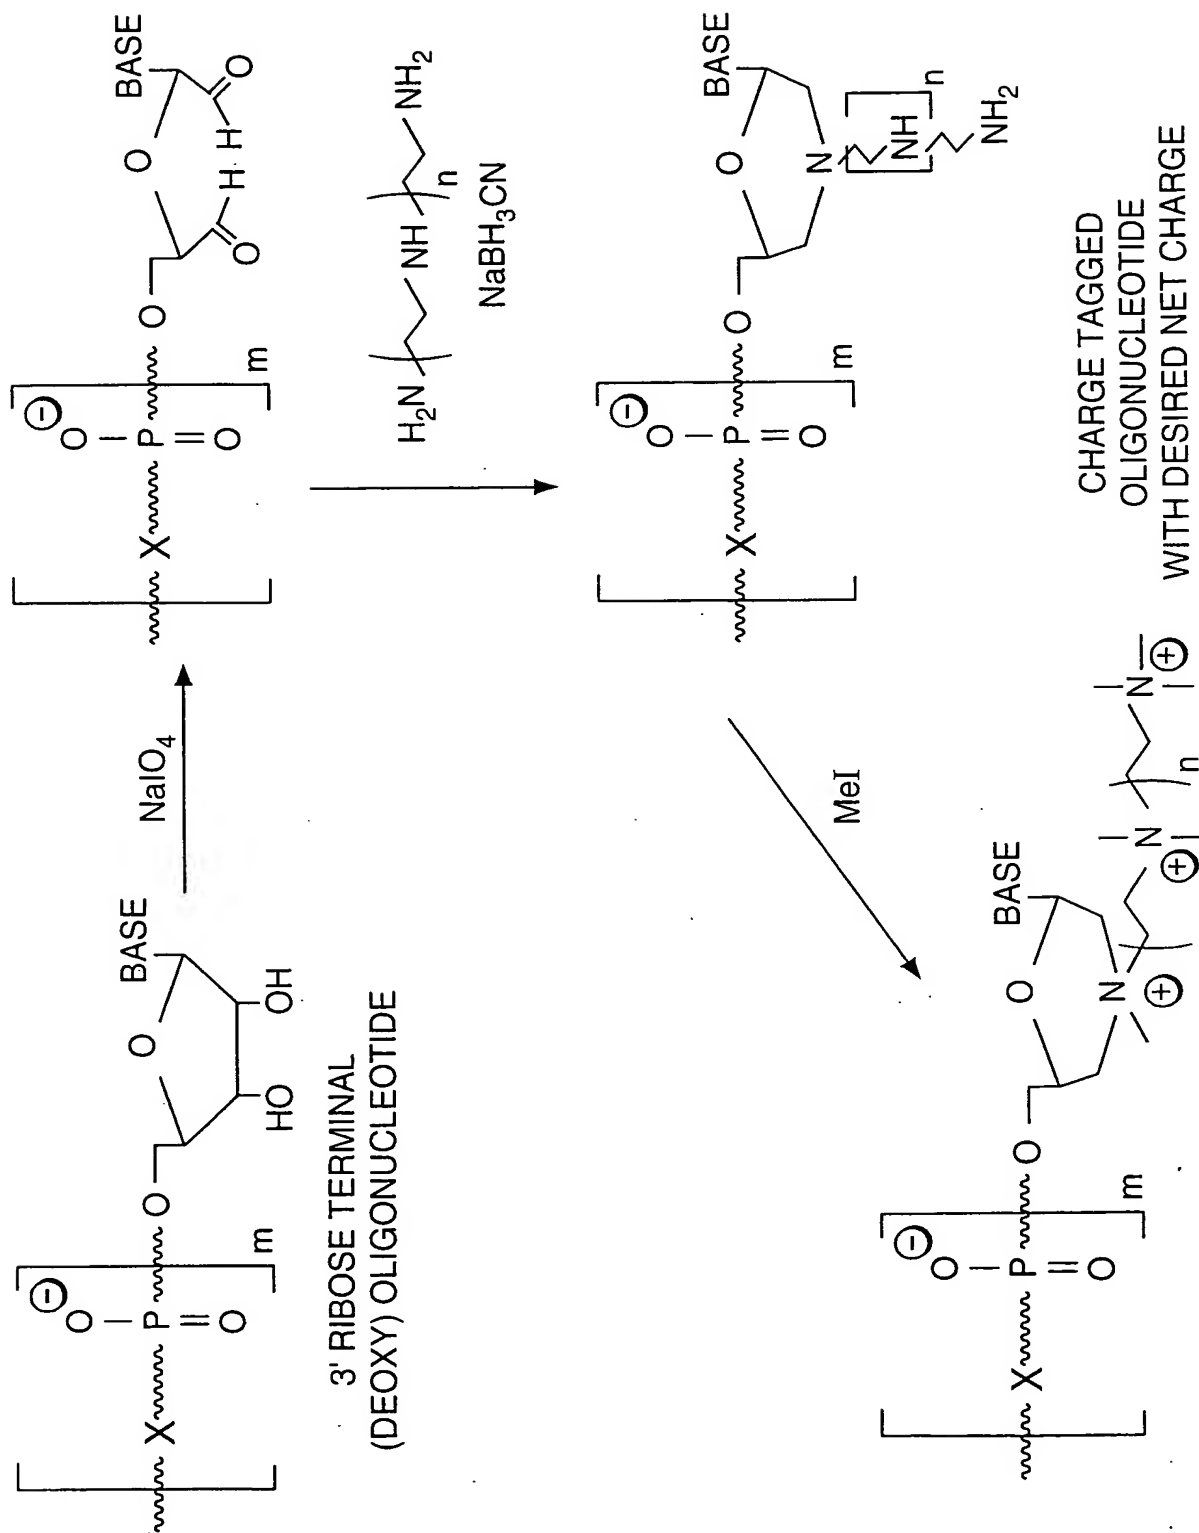 BASE
O
O
HO OH
⊖
O
X P
O
m
3' RIBOSE TERMINAL
(DEOXY) OLIGONUCLEOTIDE
NaIO4
BASE
O
O
O H H O
⊖
O
X P
O
m
H2N NH n NH2
NaBH3CN
BASE
O
O
N
NH n
NH2
⊖
O
X P
O
m
MeI
BASE
O
O
N ⊕
N ⊕
n
N ⊕
⊖
O
X P
O
m
CHARGE TAGGED
OLIGONUCLEOTIDE
WITH DESIRED NET CHARGE